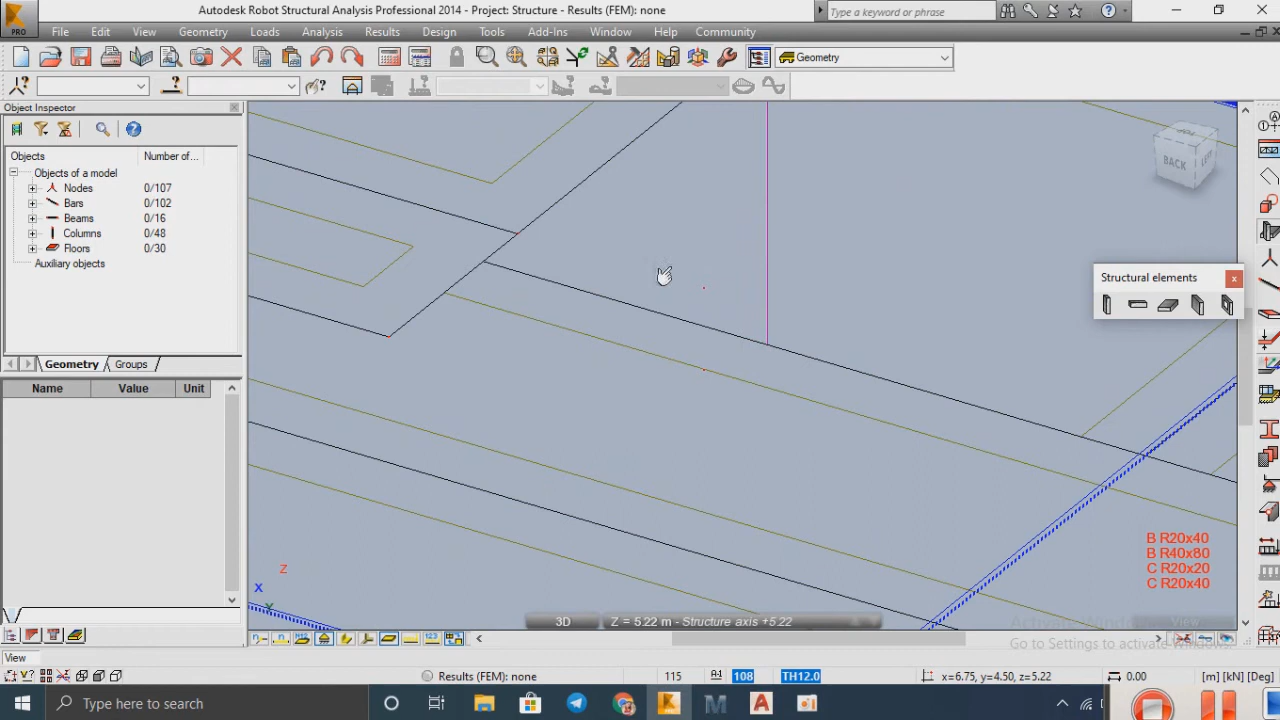 Autodesk Robot Structural Analysis Professional 2014 - Project: Structure - Results (FEM): none
Type a keyword or phrase
PRO
File Edit View Geometry Loads Analysis Results Design Tools Add-Ins Window Help Community
Geometry
Object Inspector
Objects Number of...
Objects of a model
Nodes 0/107
Bars 0/102
Beams 0/16
Columns 0/48
Floors 0/30
Auxiliary objects
Geometry Groups
Name Value Unit
BACK
Structural elements
B R20x40
B R40x80
C R20x20
C R20x40
Z
X
Y
3D Z = 5.22 m - Structure axis +5.22
View
Go to Settings to activate Windows.
View
Results (FEM): none 115 108 TH12.0 x=6.75, y=4.50, z=5.22 0.00 [m] [kN] [Deg]
Type here to search